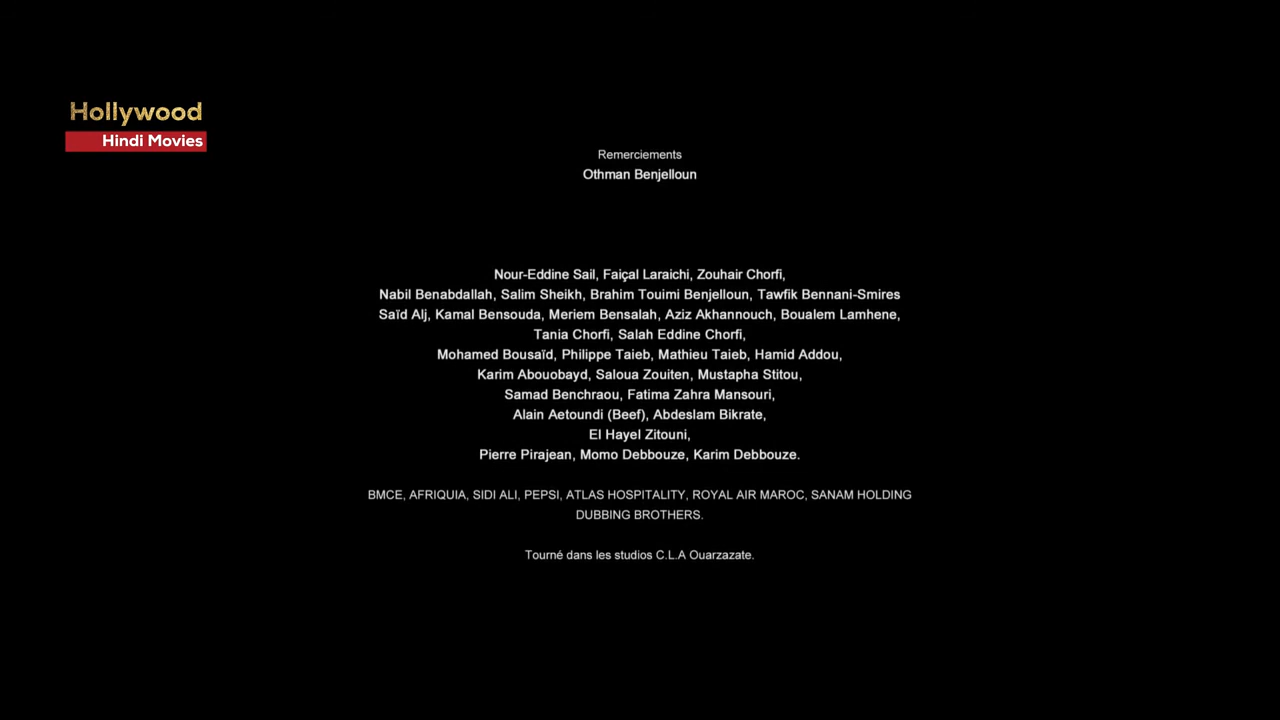 Hollywood
Hindi Movies
Remerciements
Othman Benjelloun
Nour-Eddine Sail, Faiçal Laraichi, Zouhair Chorfi,
Nabil Benabdallah, Salim Sheikh, Brahim Touimi Benjelloun, Tawfik Bennani-Smires
Saïd Alj, Kamal Bensouda, Meriem Bensalah, Aziz Akhannouch, Boualem Lamhene,
Tania Chorfi, Salah Eddine Chorfi,
Mohamed Bousaïd, Philippe Taieb, Mathieu Taieb, Hamid Addou,
Karim Abouobayd, Saloua Zouiten, Mustapha Stitou,
Samad Benchraou, Fatima Zahra Mansouri,
Alain Aetoundi (Beef), Abdeslam Bikrate,
El Hayel Zitouni,
Pierre Pirajean, Momo Debbouze, Karim Debbouze.
BMCE, AFRIQUIA, SIDI ALI, PEPSI, ATLAS HOSPITALITY, ROYAL AIR MAROC, SANAM HOLDING
DUBBING BROTHERS.
Tourné dans les studios C.L.A Ouarzazate.